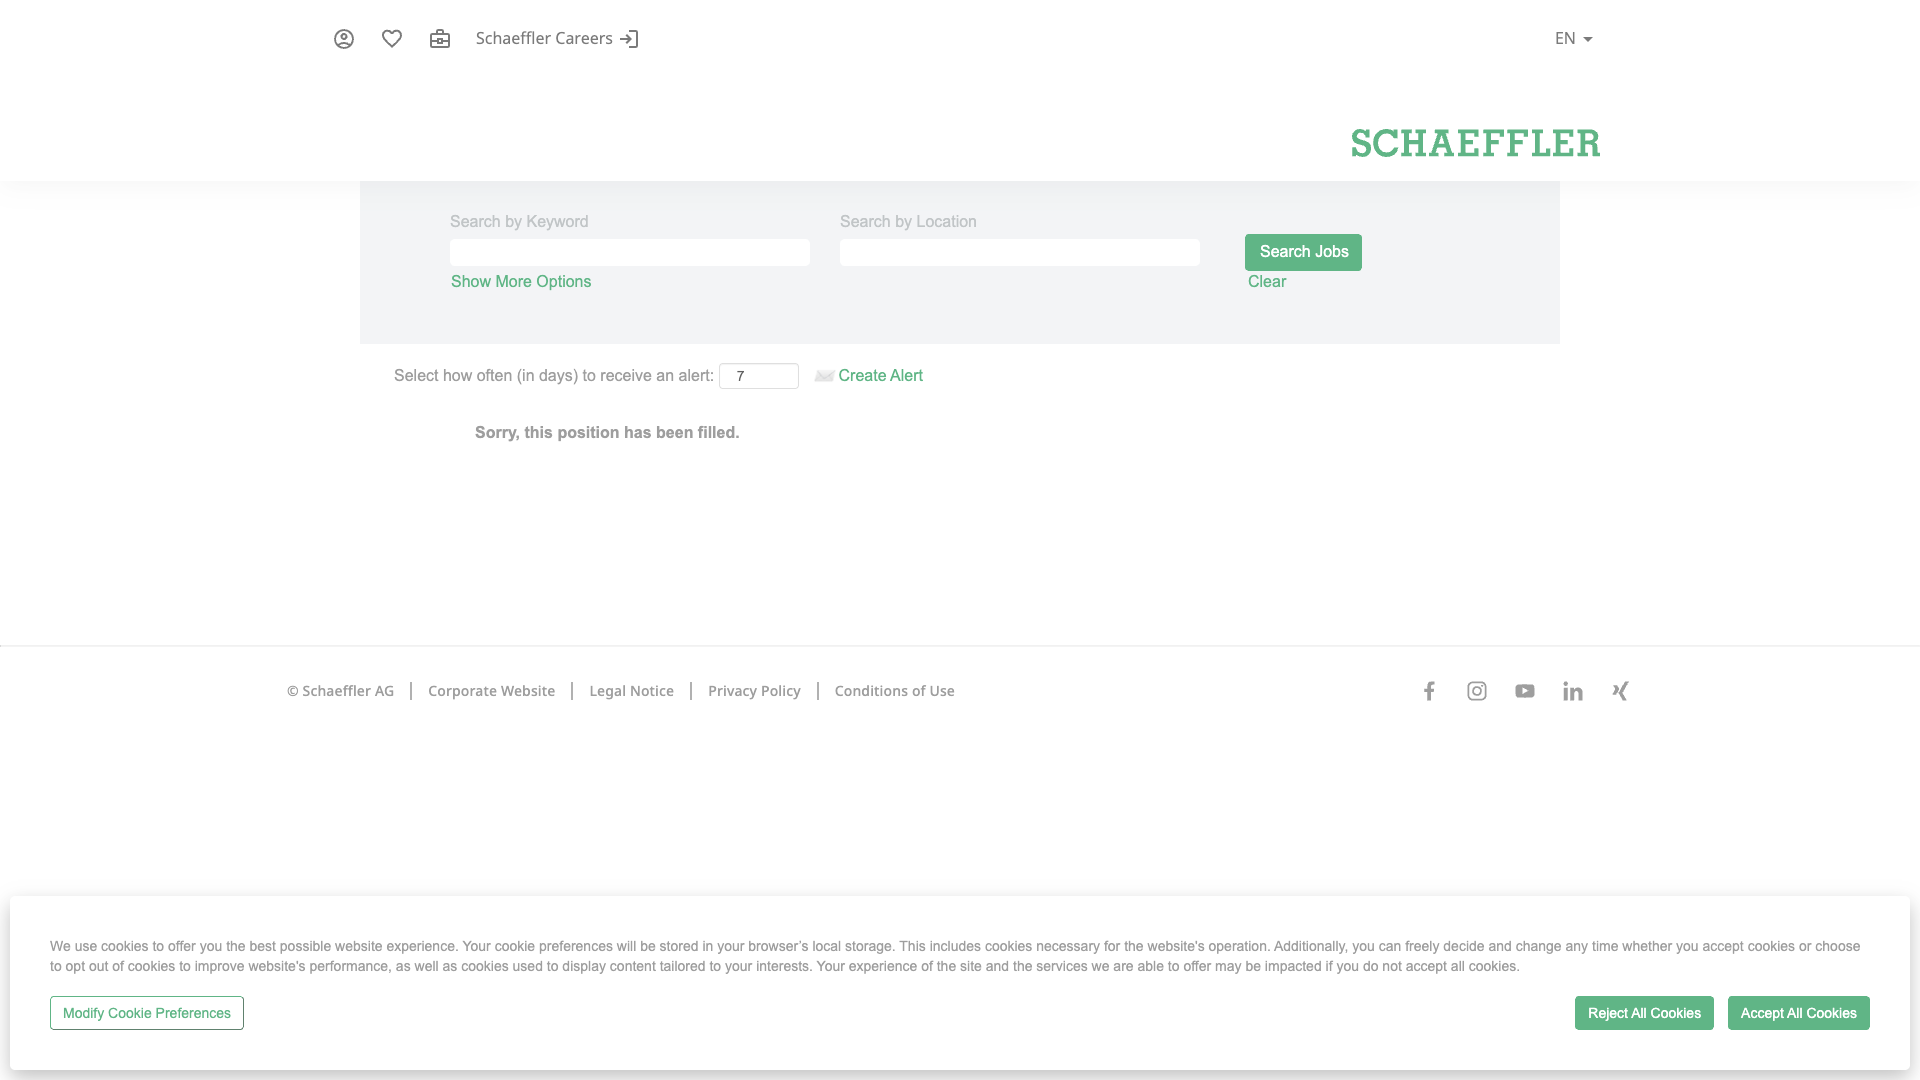 Schaeffler Careers
EN
SCHAEFFLER
Search by Keyword
Search by Location
Search Jobs
Show More Options
Clear
Select how often (in days) to receive an alert: 7 Create Alert
Sorry, this position has been filled.
© Schaeffler AG
Corporate Website
Legal Notice
Privacy Policy
Conditions of Use
We use cookies to offer you the best possible website experience. Your cookie preferences will be stored in your browser’s local storage. This includes cookies necessary for the website's operation. Additionally, you can freely decide and change any time whether you accept cookies or choose
to opt out of cookies to improve website's performance, as well as cookies used to display content tailored to your interests. Your experience of the site and the services we are able to offer may be impacted if you do not accept all cookies.
Modify Cookie Preferences
Reject All Cookies
Accept All Cookies